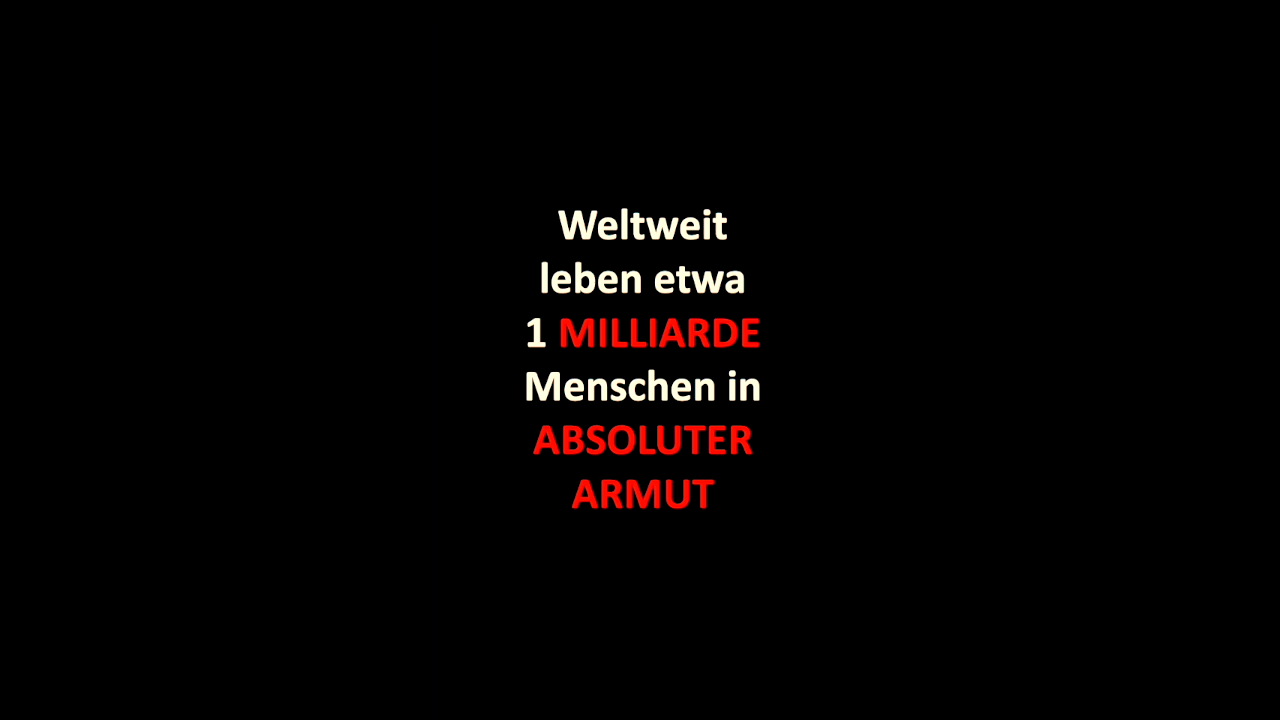 Weltweit
leben etwa
1 MILLIARDE
Menschen in
ABSOLUTER
ARMUT